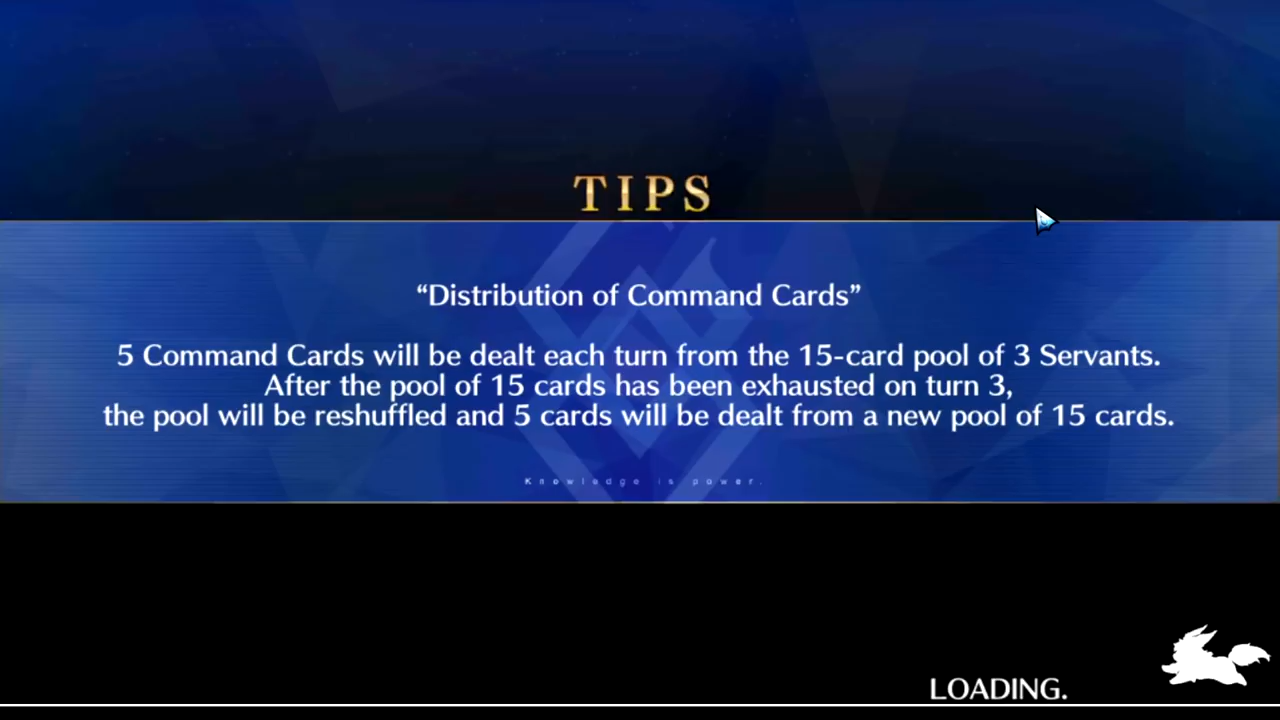 TIPS
“Distribution of Command Cards”
5 Command Cards will be dealt each turn from the 15-card pool of 3 Servants.
After the pool of 15 cards has been exhausted on turn 3,
the pool will be reshuffled and 5 cards will be dealt from a new pool of 15 cards.
Knowledge is power.
LOADING.